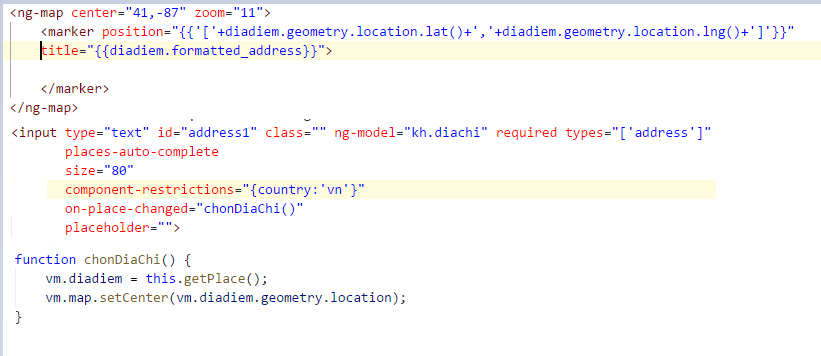 <ng-map center="41,-87" zoom="11">
<marker position="{{'['+diadiem.geometry.location.lat()+','+diadiem.geometry.location.lng()+']'}}"
title="{{diadiem.formatted_address}}">
</marker>
</ng-map>
<input type="text" id="address1" class="" ng-model="kh.diachi" required types="['address']"
places-auto-complete
size="80"
component-restrictions="{country:'vn'}"
on-place-changed="chonDiaChi()"
placeholder="">
function chonDiaChi() {
vm.diadiem = this.getPlace();
vm.map.setCenter(vm.diadiem.geometry.location);
}